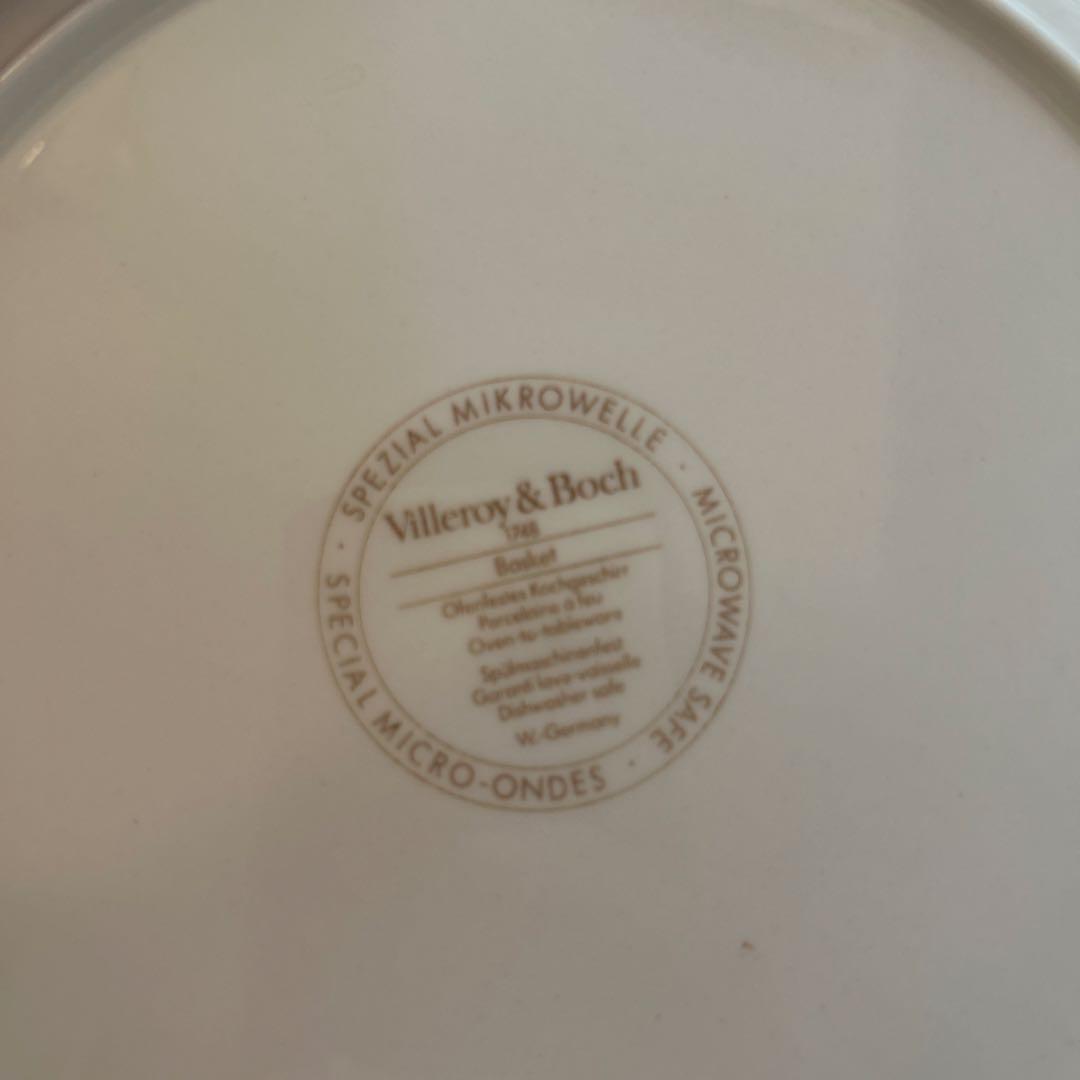 SPEZIAL MIKROWELLE · MICROWAVE SAFE · SPECIAL MICRO-ONDES ·
Villeroy & Boch
1748
Basket
Ofenfestes Kochgeschirr
Porcelaine à feu
Oven-to-tableware
Spülmaschinenfest
Garanti lave-vaisselle
Dishwasher safe
W.-Germany